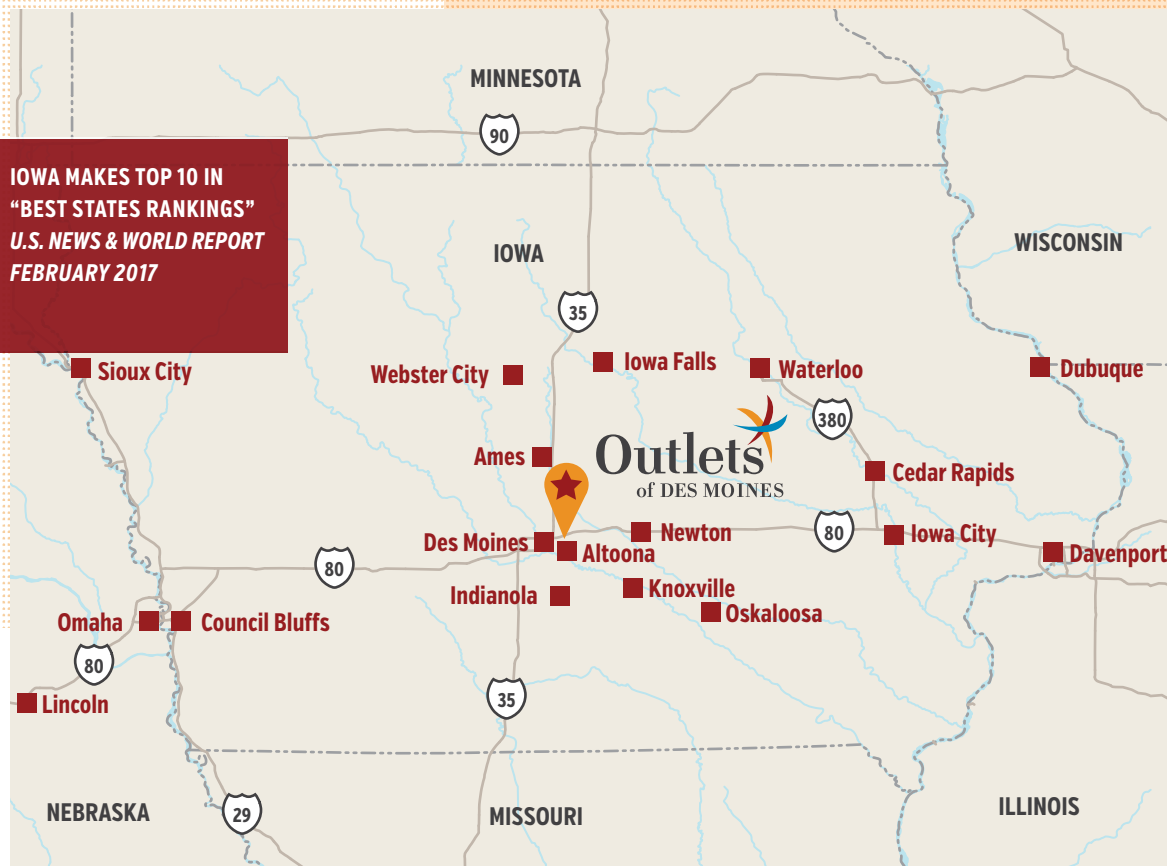 MINNESOTA
90
IOWA MAKES TOP 10 IN
“BEST STATES RANKINGS”
U.S. NEWS & WORLD REPORT
FEBRUARY 2017
IOWA
WISCONSIN
35
Sioux City
Webster City
Iowa Falls
Waterloo
Dubuque
380
Ames
Outlets
of DES MOINES
Cedar Rapids
Des Moines
Altoona
Newton
80
Iowa City
Davenport
80
Indianola
Knoxville
Oskaloosa
Omaha
Council Bluffs
80
Lincoln
35
NEBRASKA
29
MISSOURI
ILLINOIS